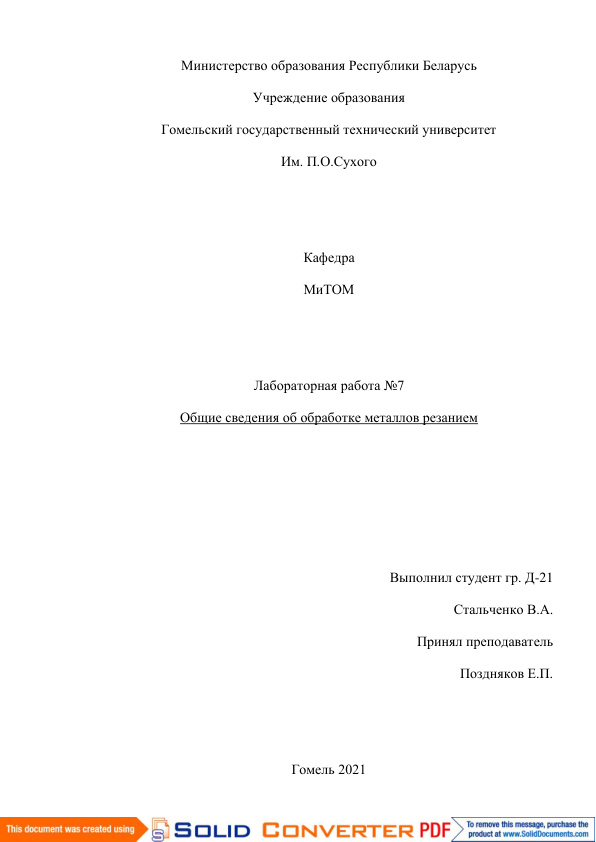 Министерство образования Республики Беларусь
Учреждение образования
Гомельский государственный технический университет
Им. П.О.Сухого
Кафедра
МиТОМ
Лабораторная работа №7
Общие сведения об обработке металлов резанием
Выполнил студент гр. Д-21
Стальченко В.А.
Принял преподаватель
Поздняков Е.П.
Гомель 2021
This document was created using SOLID CONVERTER PDF To remove this message, purchase the
product at www.SolidDocuments.com